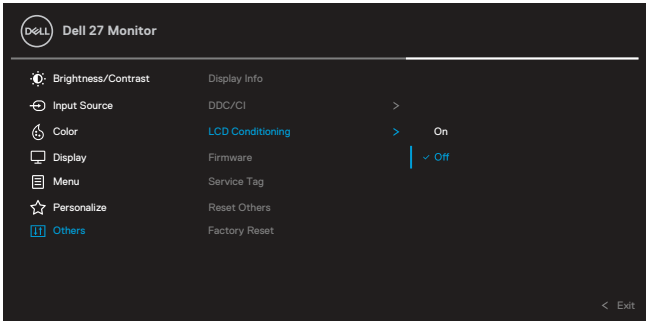 DELL Dell 27 Monitor
Brightness/Contrast Display Info
Input Source DDC/CI >
Color LCD Conditioning > On
Display Firmware ✓ Off
Menu Service Tag
Personalize Reset Others
Others Factory Reset
< Exit